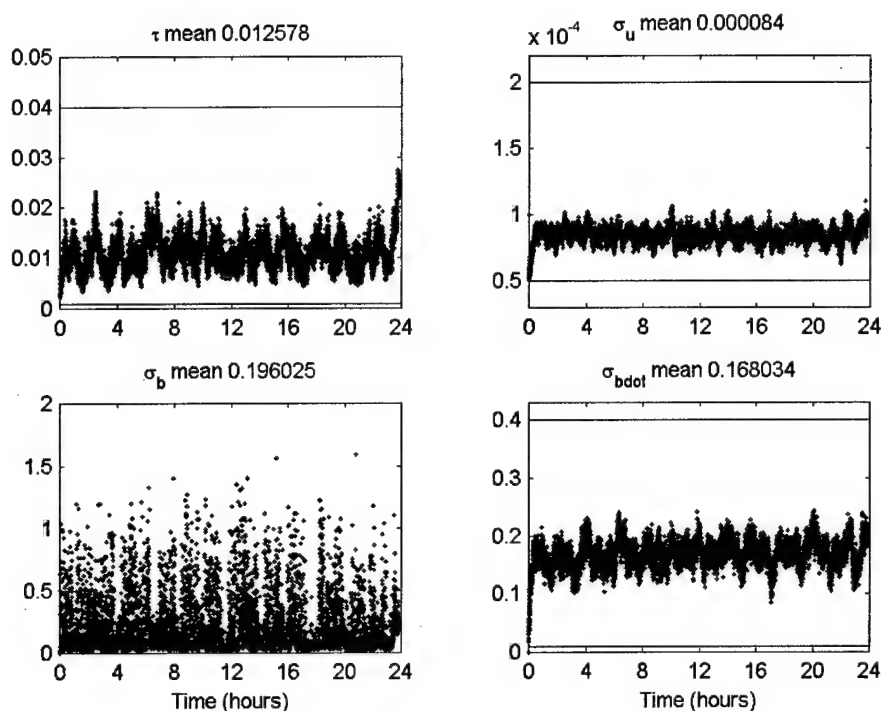 τ mean 0.012578
0.05
0.04
0.03
0.02
0.01
0
0 4 8 12 16 20 24
x 10⁻⁴ σᵤ mean 0.000084
2
1.5
1
0.5
0 4 8 12 16 20 24
σ_b mean 0.196025
2
1.5
1
0.5
0
0 4 8 12 16 20 24
Time (hours)
σ_bdot mean 0.168034
0.4
0.3
0.2
0.1
0
0 4 8 12 16 20 24
Time (hours)